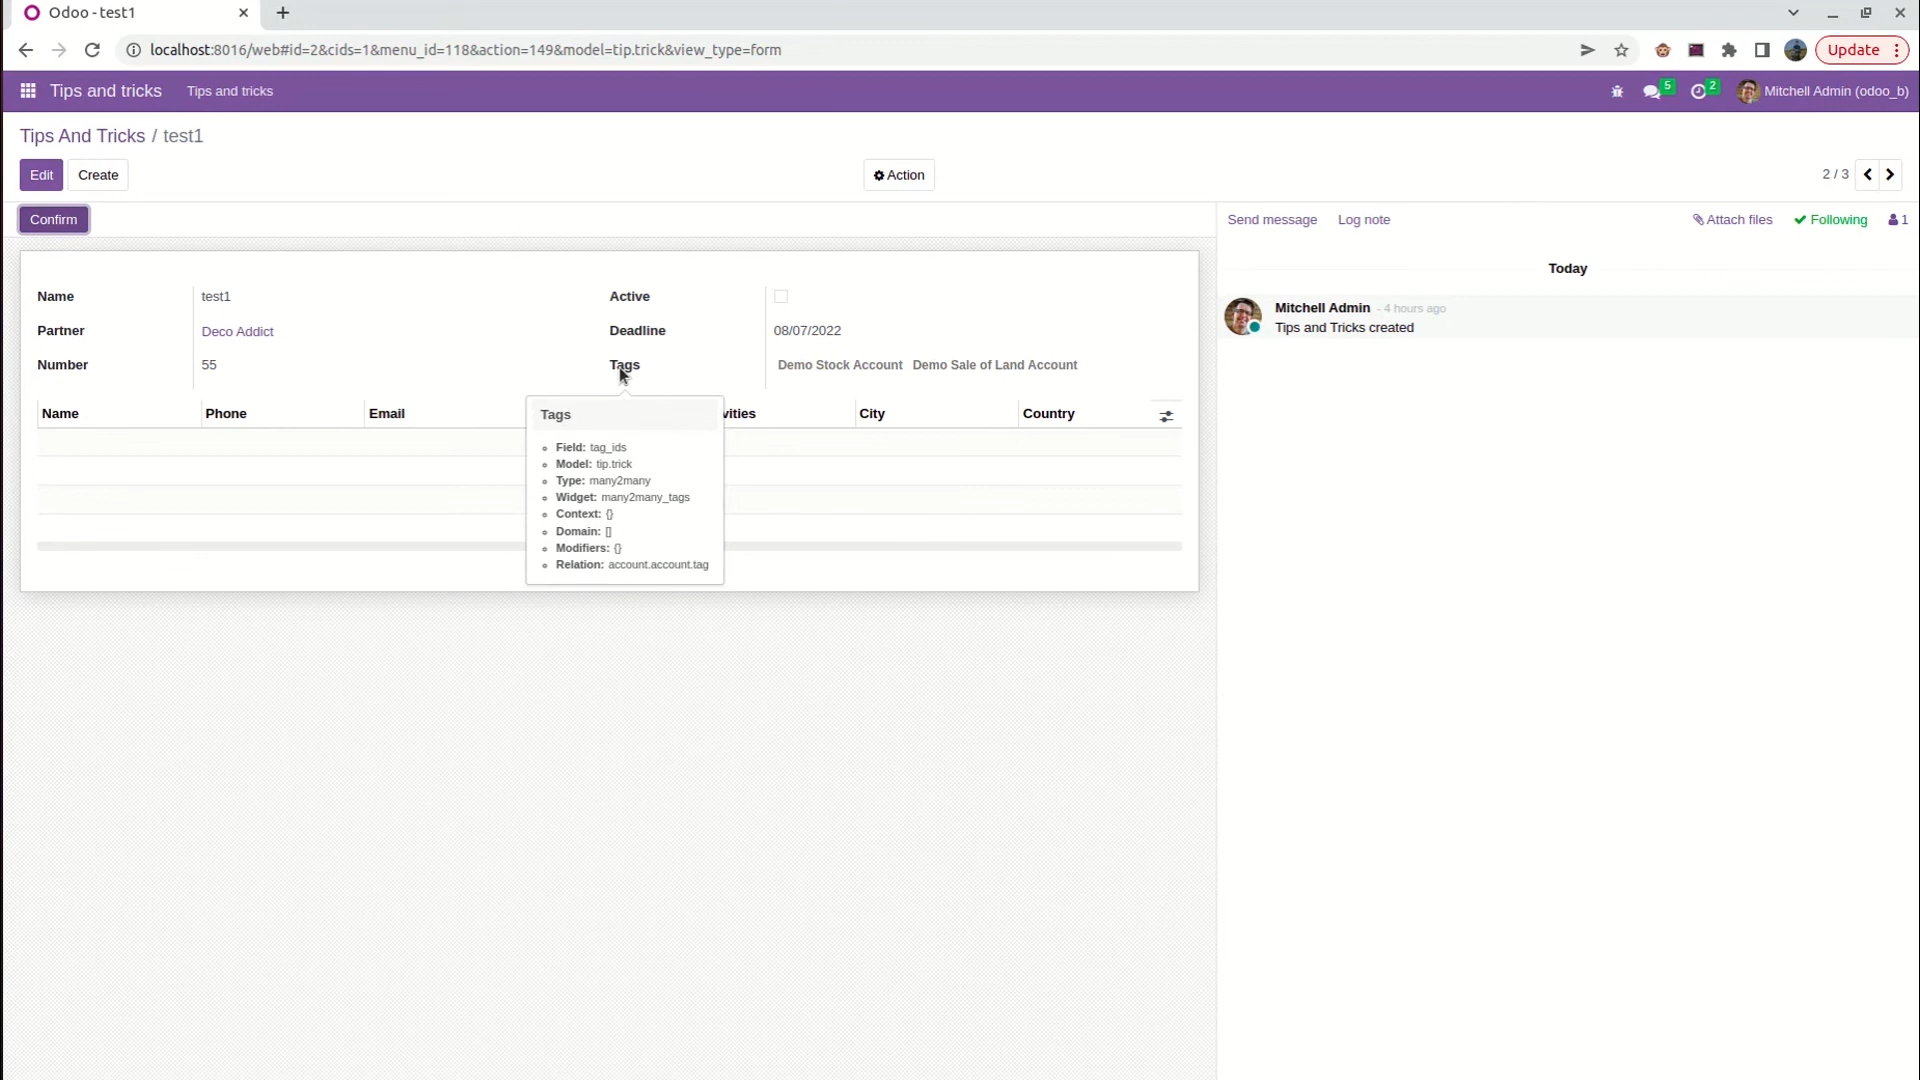 Odoo - test1
localhost:8016/web#id=2&cids=1&menu_id=118&action=149&model=tip.trick&view_type=form
Update
Tips and tricks Tips and tricks
5 2 Mitchell Admin (odoo_b)
Tips And Tricks / test1
Edit Create Action 2 / 3
Confirm
Send message Log note Attach files Following 1
Today
Mitchell Admin - 4 hours ago
Tips and Tricks created
Name test1 Active
Partner Deco Addict Deadline 08/07/2022
Number 55 Tags Demo Stock Account Demo Sale of Land Account
Name Phone Email vities City Country
Tags
Field: tag_ids
Model: tip.trick
Type: many2many
Widget: many2many_tags
Context: {}
Domain: []
Modifiers: {}
Relation: account.account.tag